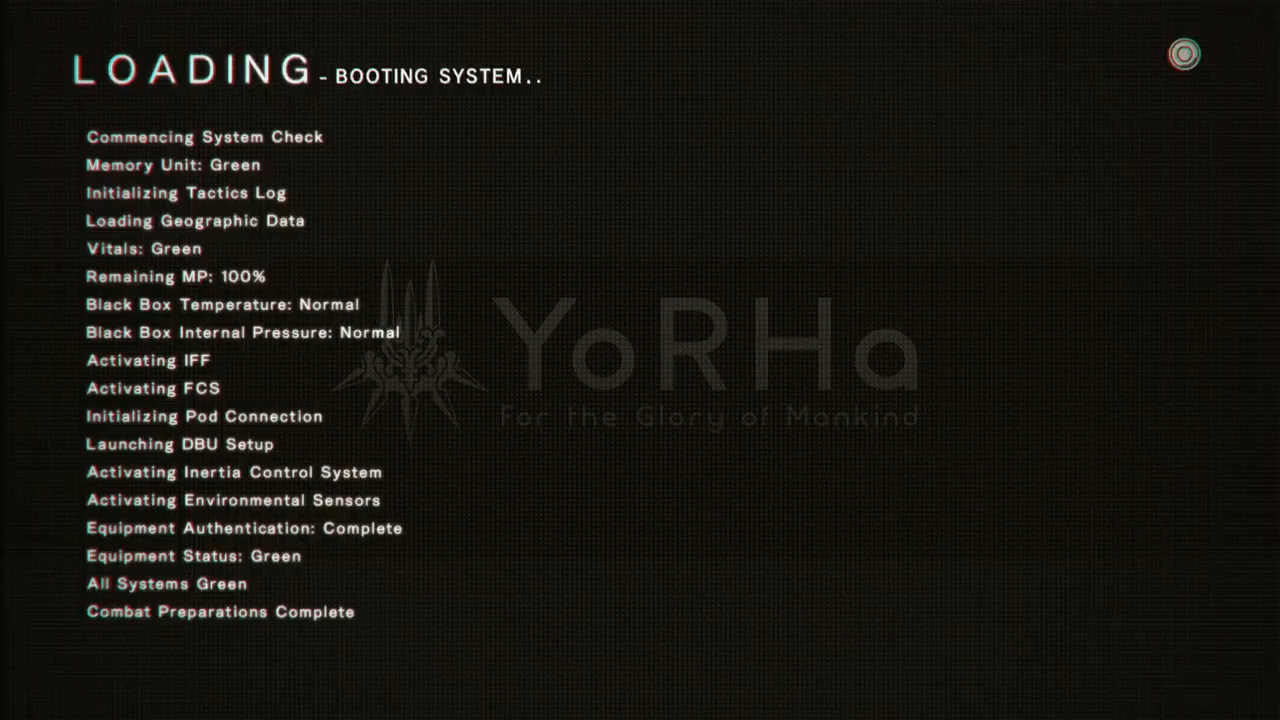 LOADING - BOOTING SYSTEM..
Commencing System Check
Memory Unit: Green
Initializing Tactics Log
Loading Geographic Data
Vitals: Green
Remaining MP: 100%
Black Box Temperature: Normal
Black Box Internal Pressure: Normal
Activating IFF
Activating FCS
Initializing Pod Connection
Launching DBU Setup
Activating Inertia Control System
Activating Environmental Sensors
Equipment Authentication: Complete
Equipment Status: Green
All Systems Green
Combat Preparations Complete
YoRHa
For the Glory of Mankind